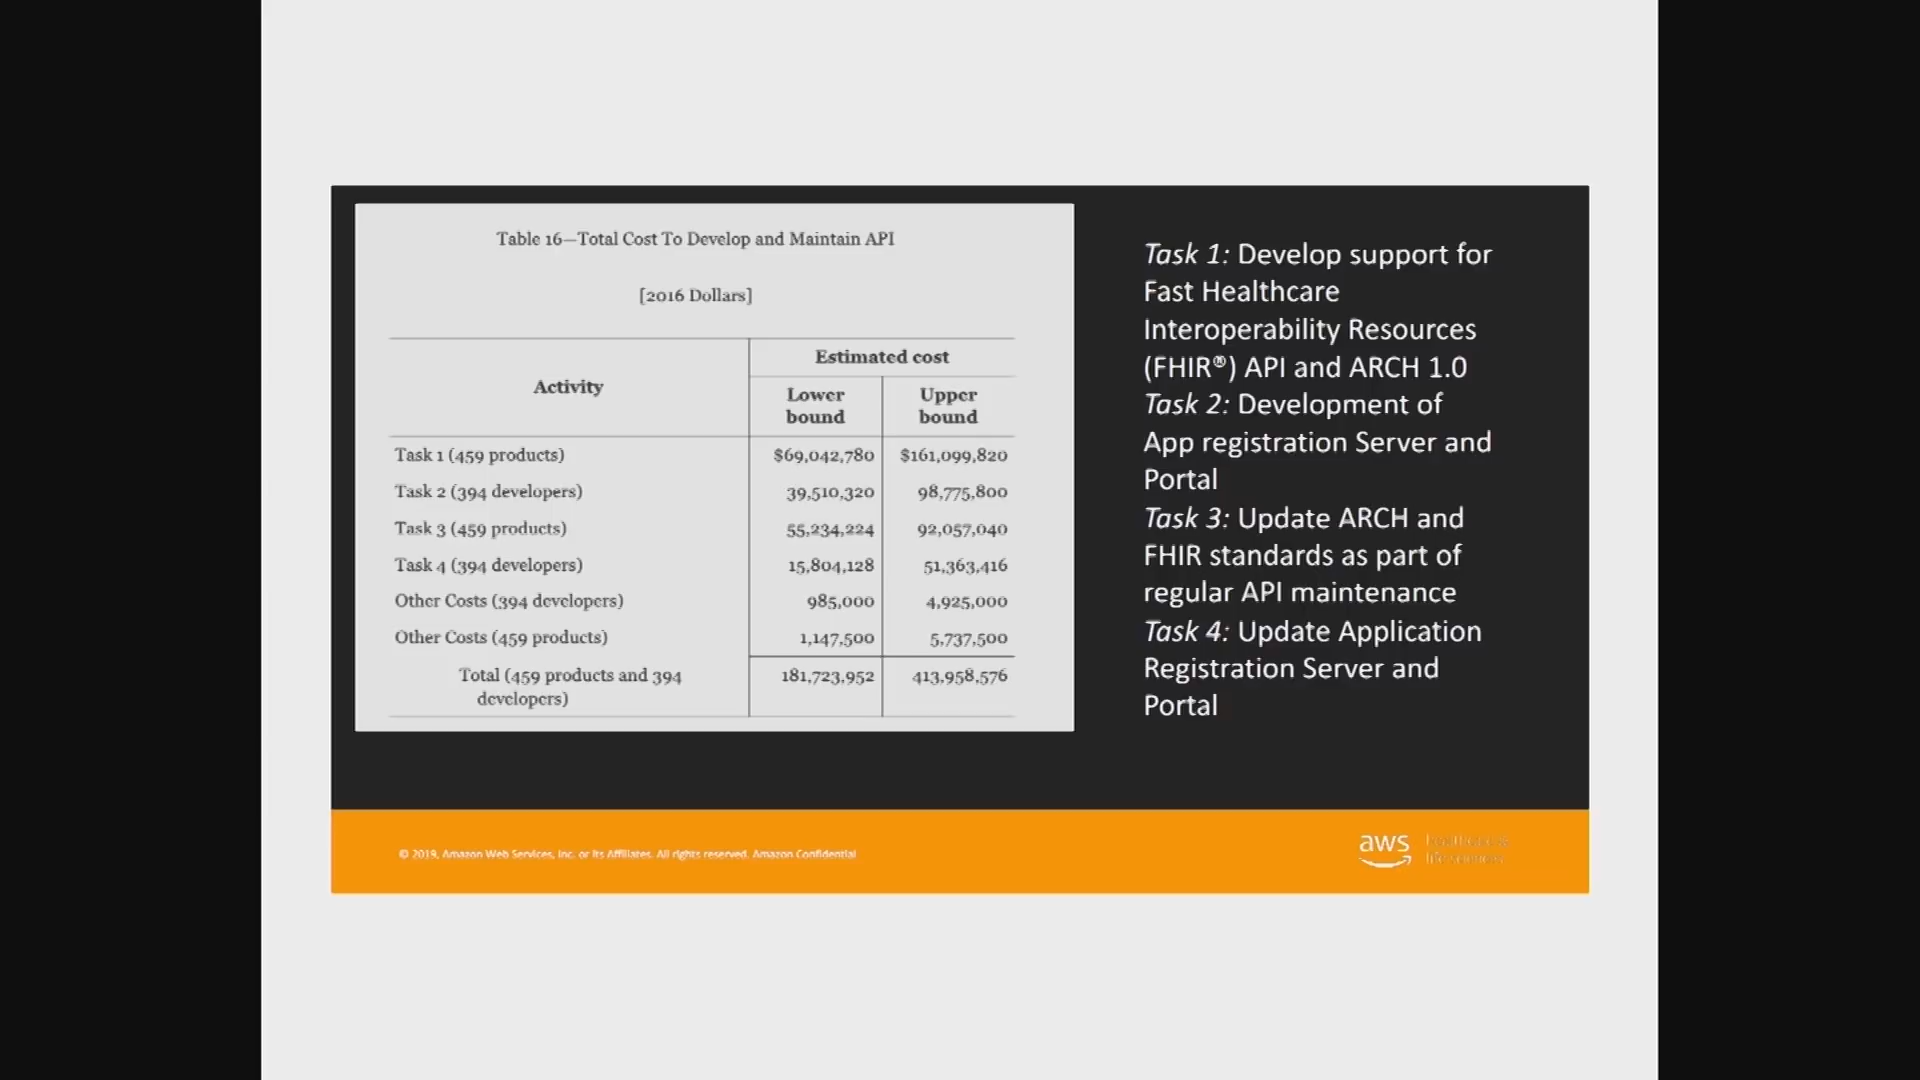 Table 16—Total Cost To Develop and Maintain API
[2016 Dollars]
Activity
Estimated cost
Lower bound
Upper bound
Task 1 (459 products) $69,042,780 $161,099,820
Task 2 (394 developers) 39,510,320 98,775,800
Task 3 (459 products) 55,234,224 92,057,040
Task 4 (394 developers) 15,804,128 51,363,416
Other Costs (394 developers) 985,000 4,925,000
Other Costs (459 products) 1,147,500 5,737,500
Total (459 products and 394 181,723,952 413,958,576
developers)
Task 1: Develop support for
Fast Healthcare
Interoperability Resources
(FHIR®) API and ARCH 1.0
Task 2: Development of
App registration Server and
Portal
Task 3: Update ARCH and
FHIR standards as part of
regular API maintenance
Task 4: Update Application
Registration Server and
Portal
© 2019, Amazon Web Services, Inc. or its Affiliates. All rights reserved. Amazon Confidential
aws
life sciences